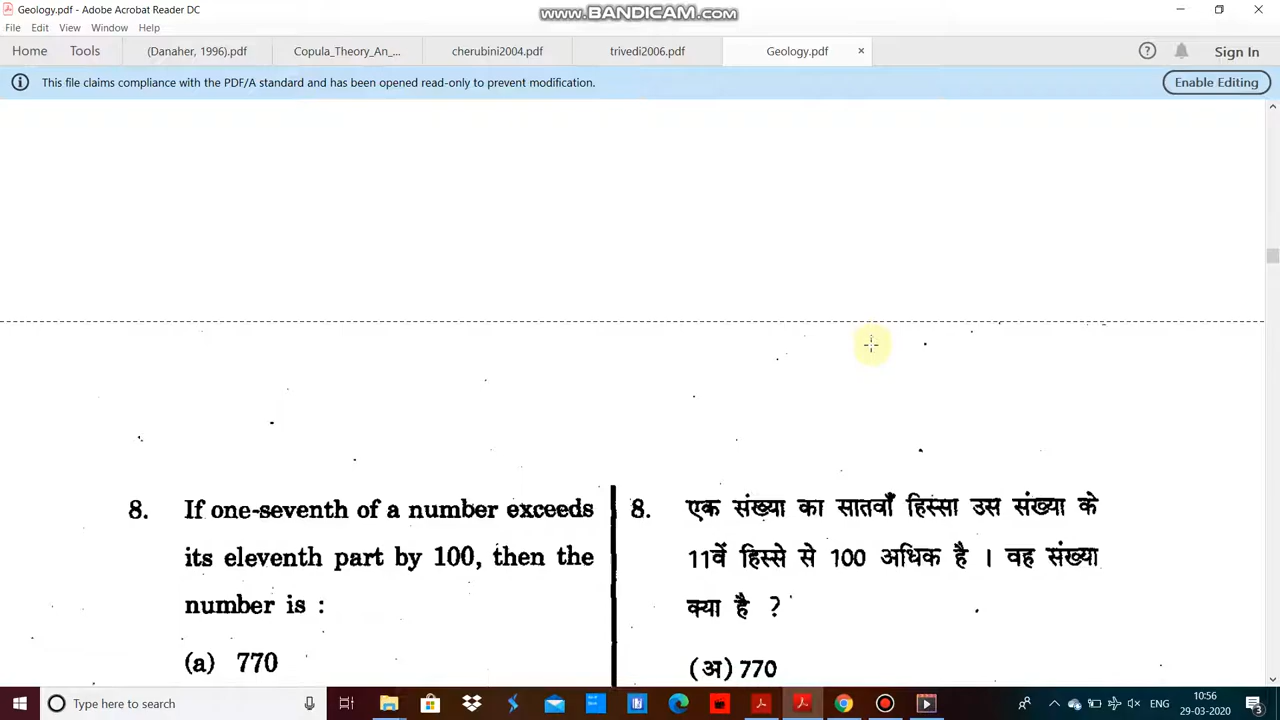 Geology.pdf - Adobe Acrobat Reader DC
www.BANDICAM.com
File Edit View Window Help
Home Tools (Danaher, 1996).pdf Copula_Theory_An_... cherubini2004.pdf trivedi2006.pdf Geology.pdf × Sign In
This file claims compliance with the PDF/A standard and has been opened read-only to prevent modification. Enable Editing
8. If one-seventh of a number exceeds
its eleventh part by 100, then the
number is :
(a) 770
8. एक संख्या का सातवाँ हिस्सा उस संख्या के
11वें हिस्से से 100 अधिक है । वह संख्या
क्या है ?
(अ) 770
Type here to search
ENG
10:56
29-03-2020
3